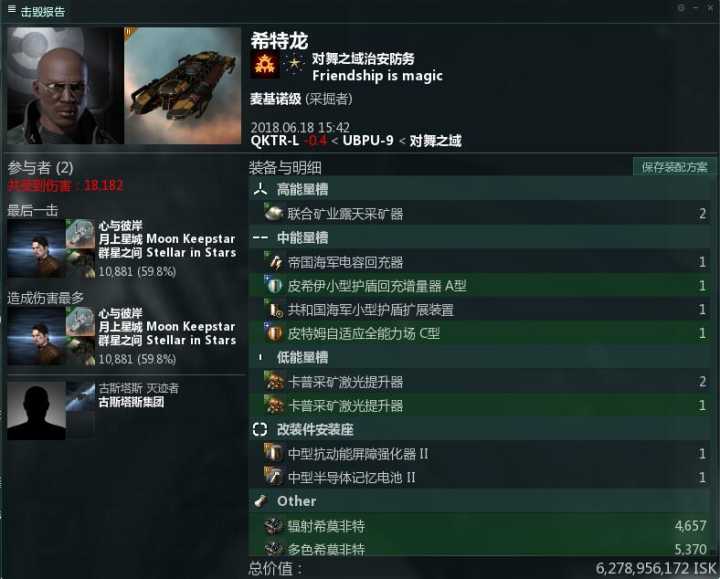 击毁报告
希特龙
对舞之域治安防务
Friendship is magic
麦基诺级 (采掘者)
2018.06.18 15:42
QKTR-L -0.4 < UBPU-9 < 对舞之域
参与者 (2)
共受到伤害：18,182
最后一击
心与彼岸
月上星城 Moon Keepstar
群星之间 Stellar in Stars
10,881 (59.8%)
造成伤害最多
心与彼岸
月上星城 Moon Keepstar
群星之间 Stellar in Stars
10,881 (59.8%)
古斯塔斯 灭迹者
古斯塔斯集团
装备与明细
保存装配方案
高能量槽
联合矿业露天采矿器 2
中能量槽
帝国海军电容回充器 1
皮希伊小型护盾回充增量器 A型 1
共和国海军小型护盾扩展装置 1
皮特姆自适应全能力场 C型 1
低能量槽
卡普采矿激光提升器 2
卡普采矿激光提升器 1
改装件安装座
中型抗动能屏障强化器 II 1
中型半导体记忆电池 II 1
Other
辐射希莫非特 4,657
多色希莫非特 5,370
总价值： 6,278,956,172 ISK